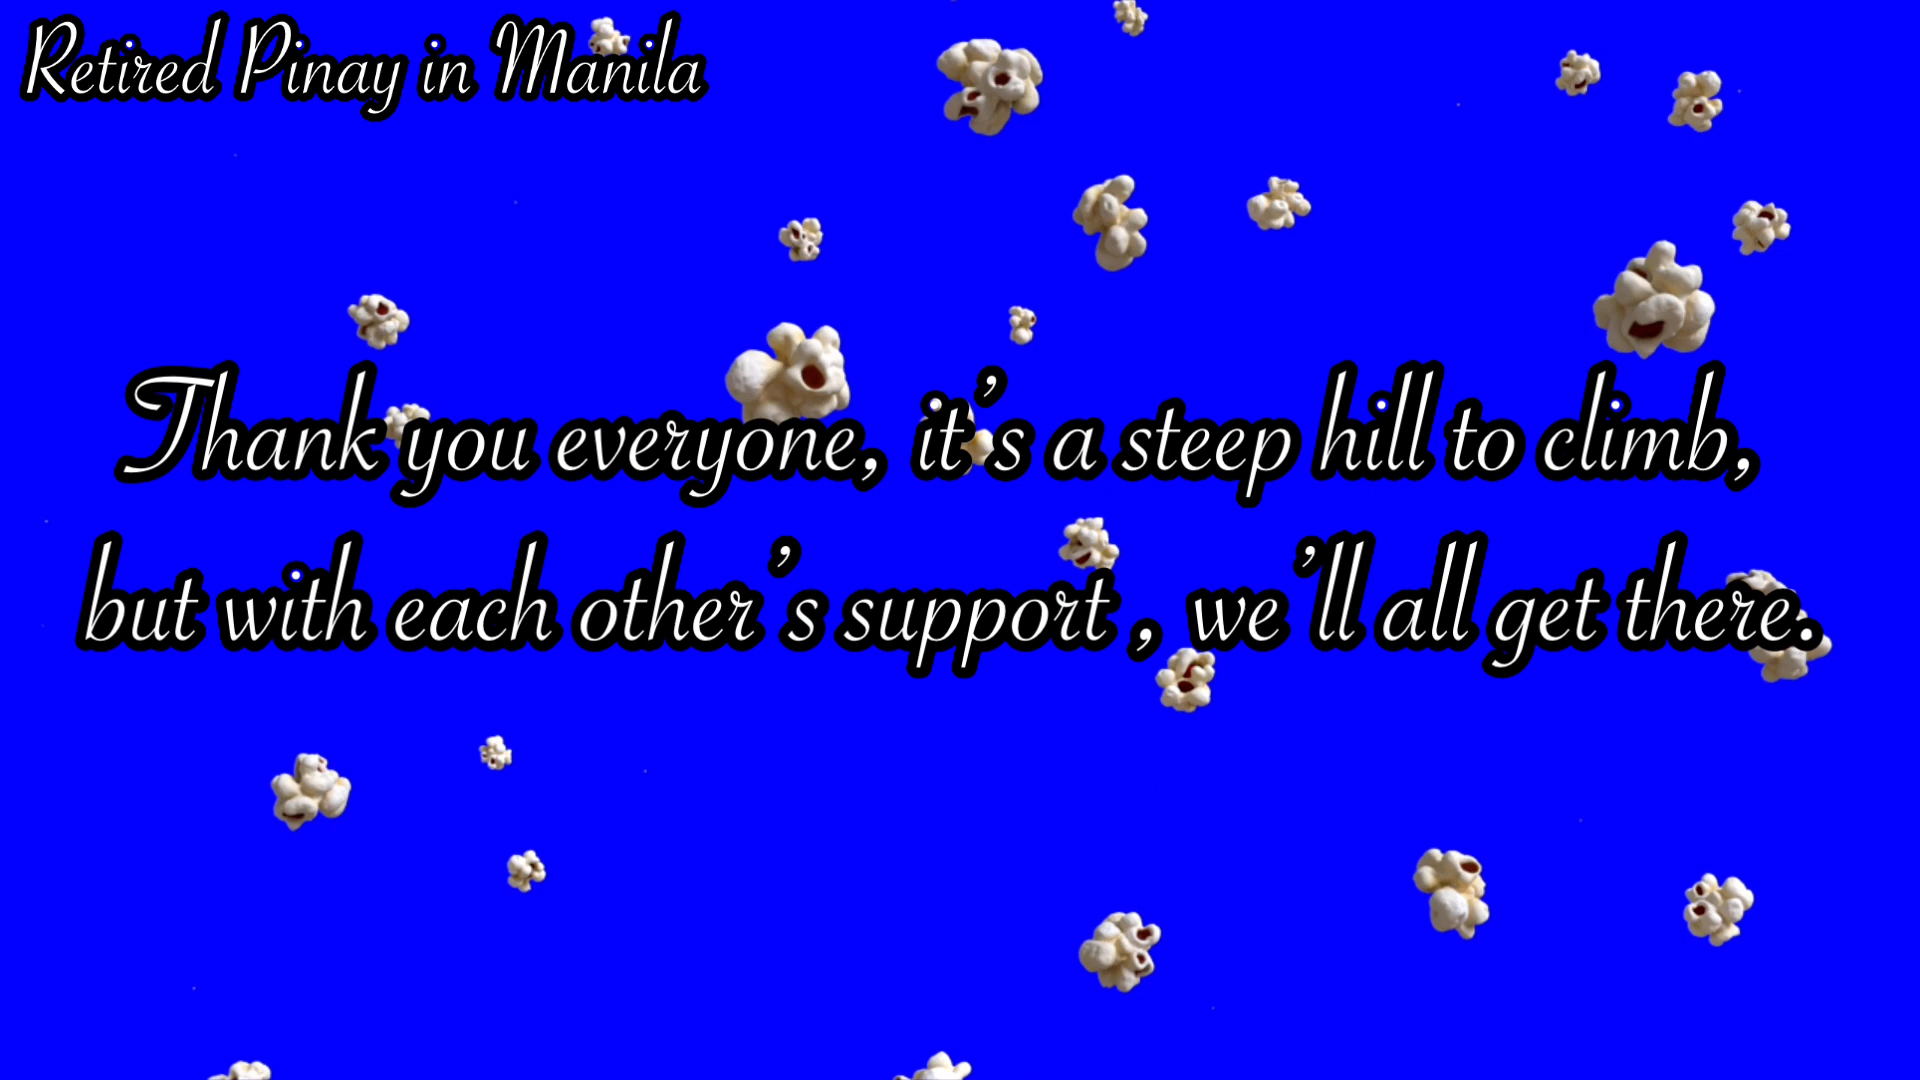 Retired Pinay in Manila
Thank you everyone, it's a steep hill to climb,
but with each other's support , we'll all get there.